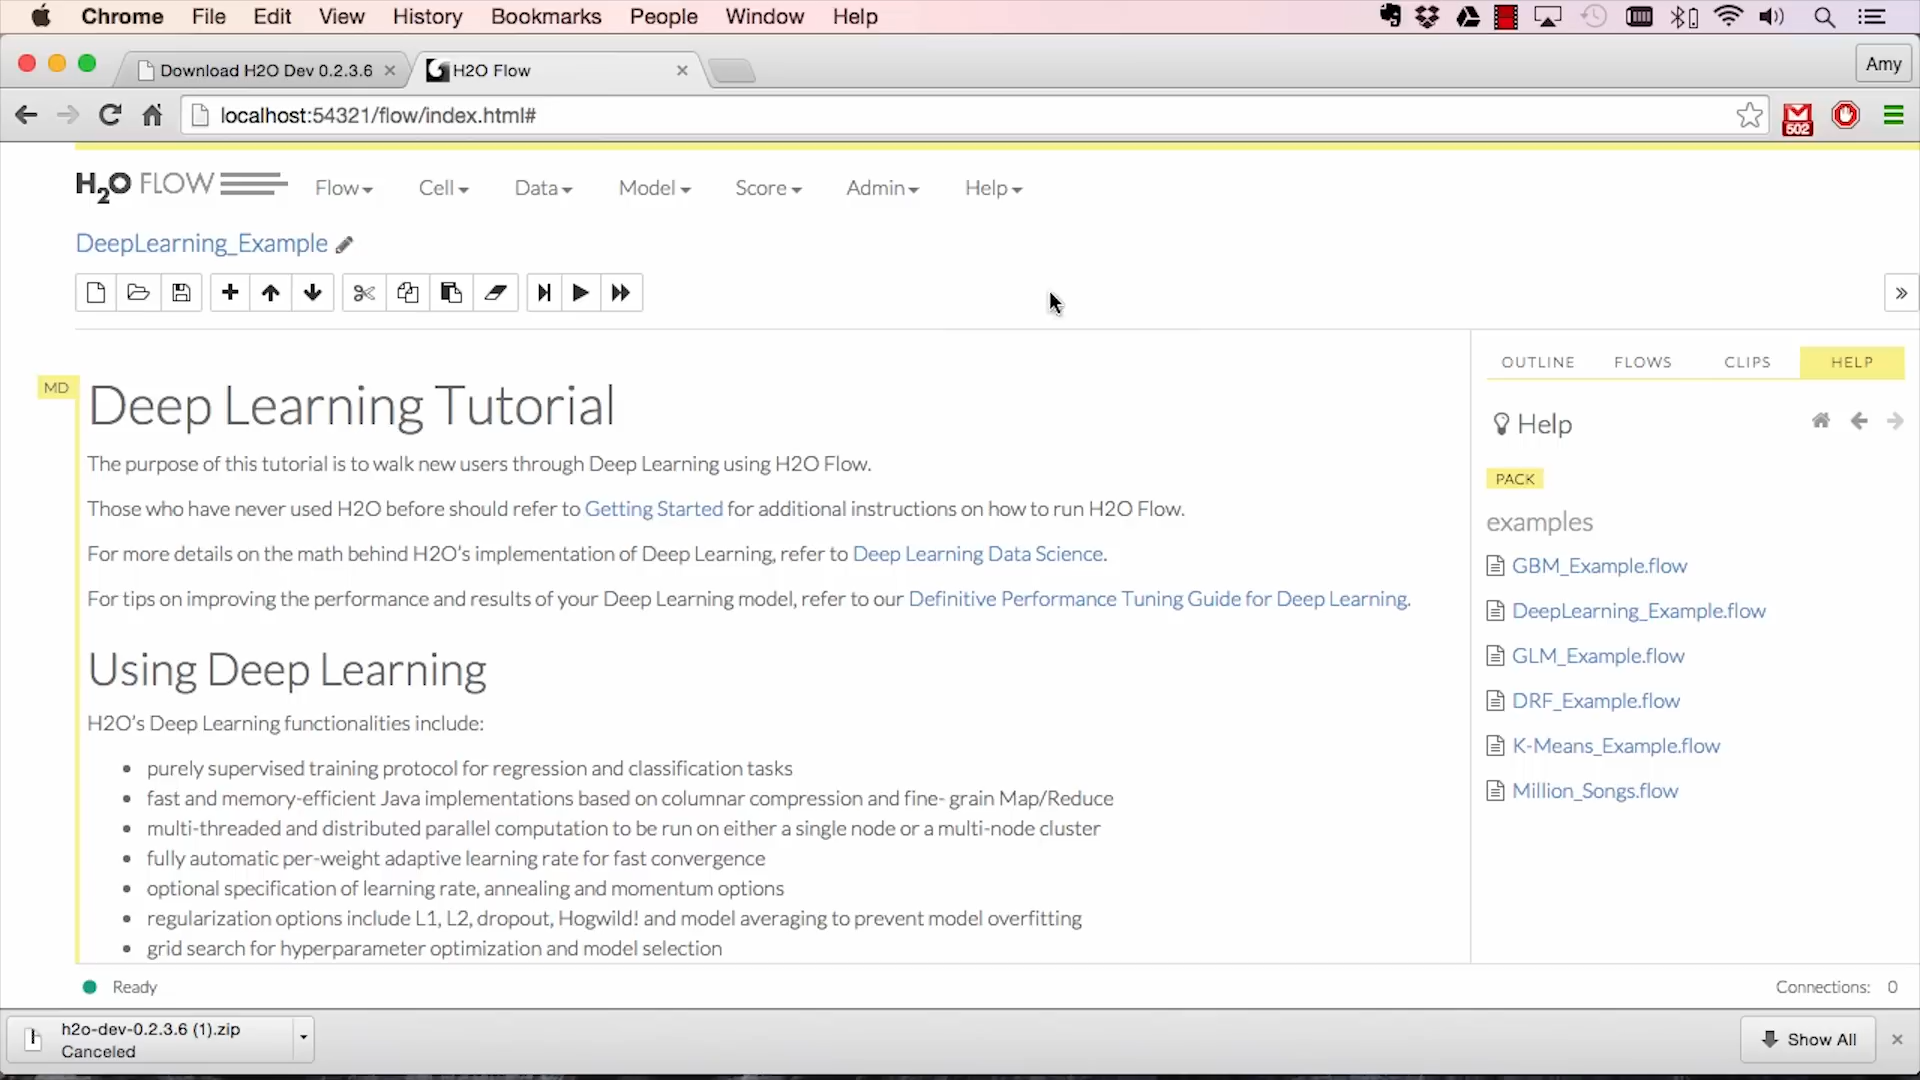 Chrome File Edit View History Bookmarks People Window Help
Download H2O Dev 0.2.3.6
H2O Flow
Amy
localhost:54321/flow/index.html#
502
H2O FLOW
Flow Cell Data Model Score Admin Help
DeepLearning_Example
OUTLINE FLOWS CLIPS HELP
MD
Deep Learning Tutorial
The purpose of this tutorial is to walk new users through Deep Learning using H2O Flow.
Those who have never used H2O before should refer to Getting Started for additional instructions on how to run H2O Flow.
For more details on the math behind H2O's implementation of Deep Learning, refer to Deep Learning Data Science.
For tips on improving the performance and results of your Deep Learning model, refer to our Definitive Performance Tuning Guide for Deep Learning.
Using Deep Learning
H2O's Deep Learning functionalities include:
• purely supervised training protocol for regression and classification tasks
• fast and memory-efficient Java implementations based on columnar compression and fine- grain Map/Reduce
• multi-threaded and distributed parallel computation to be run on either a single node or a multi-node cluster
• fully automatic per-weight adaptive learning rate for fast convergence
• optional specification of learning rate, annealing and momentum options
• regularization options include L1, L2, dropout, Hogwild! and model averaging to prevent model overfitting
• grid search for hyperparameter optimization and model selection
Help
PACK
examples
GBM_Example.flow
DeepLearning_Example.flow
GLM_Example.flow
DRF_Example.flow
K-Means_Example.flow
Million_Songs.flow
Ready
Connections: 0
h2o-dev-0.2.3.6 (1).zip
Canceled
Show All